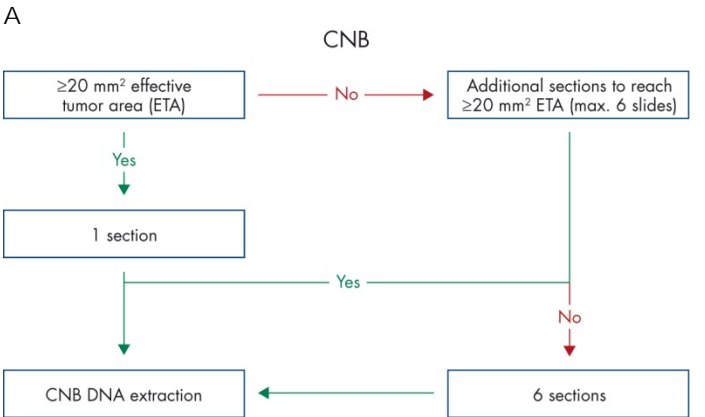 A
CNB
≥20 mm² effective
tumor area (ETA)
No
Additional sections to reach
≥20 mm² ETA (max. 6 slides)
Yes
1 section
Yes
No
CNB DNA extraction
6 sections